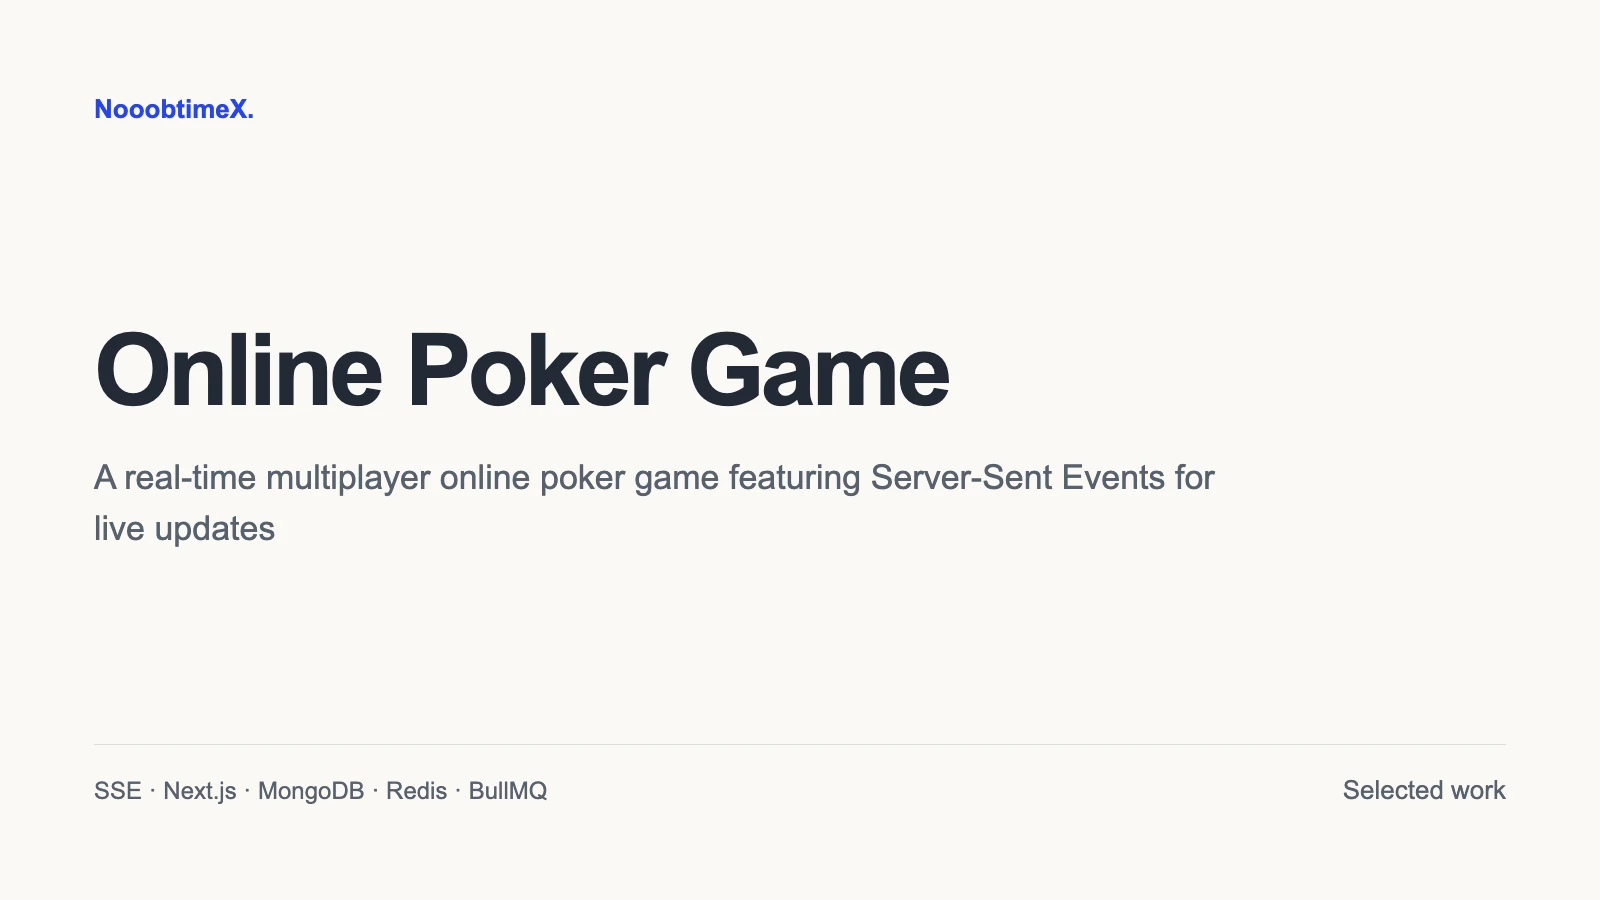 NooobtimeX.
Online Poker Game
A real-time multiplayer online poker game featuring Server-Sent Events for
live updates
SSE · Next.js · MongoDB · Redis · BullMQ
Selected work